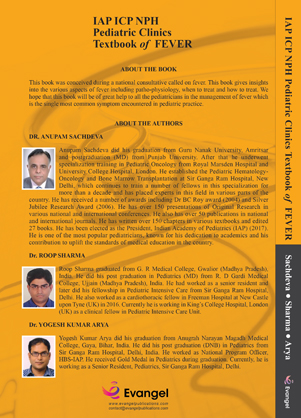 IAP ICP NPH
Pediatric Clinics
Textbook of FEVER
ABOUT THE BOOK
This book was conceived during a national consultative called on fever. This book gives insights
into the various aspects of fever including patho-physiology, when to treat and how to treat. We
hope that this book will be of great help to all the pediatricians in the management of fever which
is the single most common symptom encountered in pediatric practice.
ABOUT THE AUTHORS
DR. ANUPAM SACHDEVA
Anupam Sachdeva did his graduation from Guru Nanak University, Amritsar
and postgraduation (MD) from Punjab University. After that he underwent
specialization training in Pediatric Oncology from Royal Marsden Hospital and
University College Hospital, London. He established the Pediatric Hematology-
Oncology and Bone Marrow Transplantation at Sir Ganga Ram Hospital, New
Delhi, which continues to train a number of fellows in this specialization for
more than a decade and has placed experts in this field in various parts of the
country. He has received a number of awards including Dr BC Roy award (2004) and Silver
Jubilee Research Award (2006). He has over 150 presentations of Original Research in
various national and international conferences. He also has over 50 publications in national
and international journals. He has written over 150 chapters in various textbooks and edited
27 books. He has been elected as the President, Indian Academy of Pediatrics (IAP) (2017).
He is one of the most popular pediatricians, known for his dedication to academics and his
contribution to uplift the standards of medical education in the country.
Dr. ROOP SHARMA
Roop Sharma graduated from G. R Medical College, Gwalior (Madhya Pradesh),
India. He did his post graduation in Pediatrics (MD) from R. D Gardi Medical
College, Ujjain (Madhya Pradesh), India. He had worked as a senior resident and
later did his fellowship in Pediatric Intensive Care from Sir Ganga Ram Hospital,
Delhi. He also worked as a cardiothoracic fellow in Freeman Hospital at New Castle
upon Tyne (UK) in 2016. Currently he is working in King's College Hospital, London
(UK) as a clinical fellow in Pediatric Intensive Care Unit.
Dr. YOGESH KUMAR ARYA
Yogesh Kumar Arya did his graduation from Anugrah Narayan Magadh Medical
College, Gaya, Bihar, India. He did his post graduation (DNB) in Pediatrics from
Sir Ganga Ram Hospital, Delhi, India. He worked as National Program Officer,
HBS-IAP. He received Gold Medal in Pediatrics during graduation. Currently, he is
working as a Senior Resident, Pediatrics, Sir Ganga Ram Hospital, Delhi.
Evangel
www.evangelpublications.com
contact@evangelpublications.com
IAP ICP NPH Pediatric Clinics Textbook of FEVER
Sachdeva • Sharma • Arya
Evangel